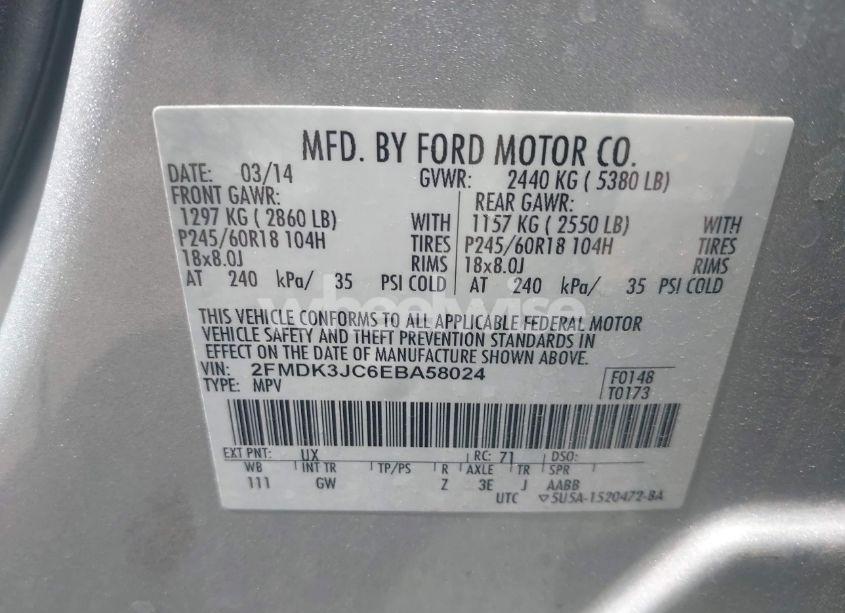 MFD. BY FORD MOTOR CO.
DATE: 03/14 GVWR: 2440 KG ( 5380 LB)
FRONT GAWR: REAR GAWR:
1297 KG ( 2860 LB) WITH 1157 KG ( 2550 LB) WITH
P245/60R18 104H TIRES P245/60R18 104H TIRES
18x8.0J RIMS 18x8.0J RIMS
AT 240 kPa/ 35 PSI COLD AT 240 kPa/ 35 PSI COLD
wheelwise
THIS VEHICLE CONFORMS TO ALL APPLICABLE FEDERAL MOTOR
VEHICLE SAFETY AND THEFT PREVENTION STANDARDS IN
EFFECT ON THE DATE OF MANUFACTURE SHOWN ABOVE.
VIN: 2FMDK3JC6EBA58024 F0148
TYPE: MPV T0173
EXT PNT: UX RC: 71 DSO:
WB INT TR TP/PS R AXLE TR SPR
111 GW Z 3E J AABB
UTC ▽5U5A-1520472-BA